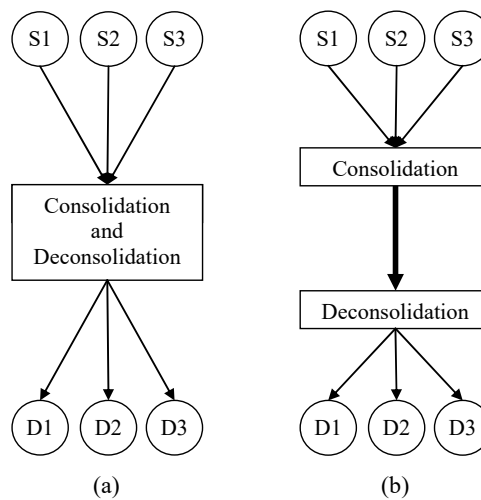 S1 S2 S3
Consolidation
and
Deconsolidation
D1 D2 D3
(a)
S1 S2 S3
Consolidation
Deconsolidation
D1 D2 D3
(b)